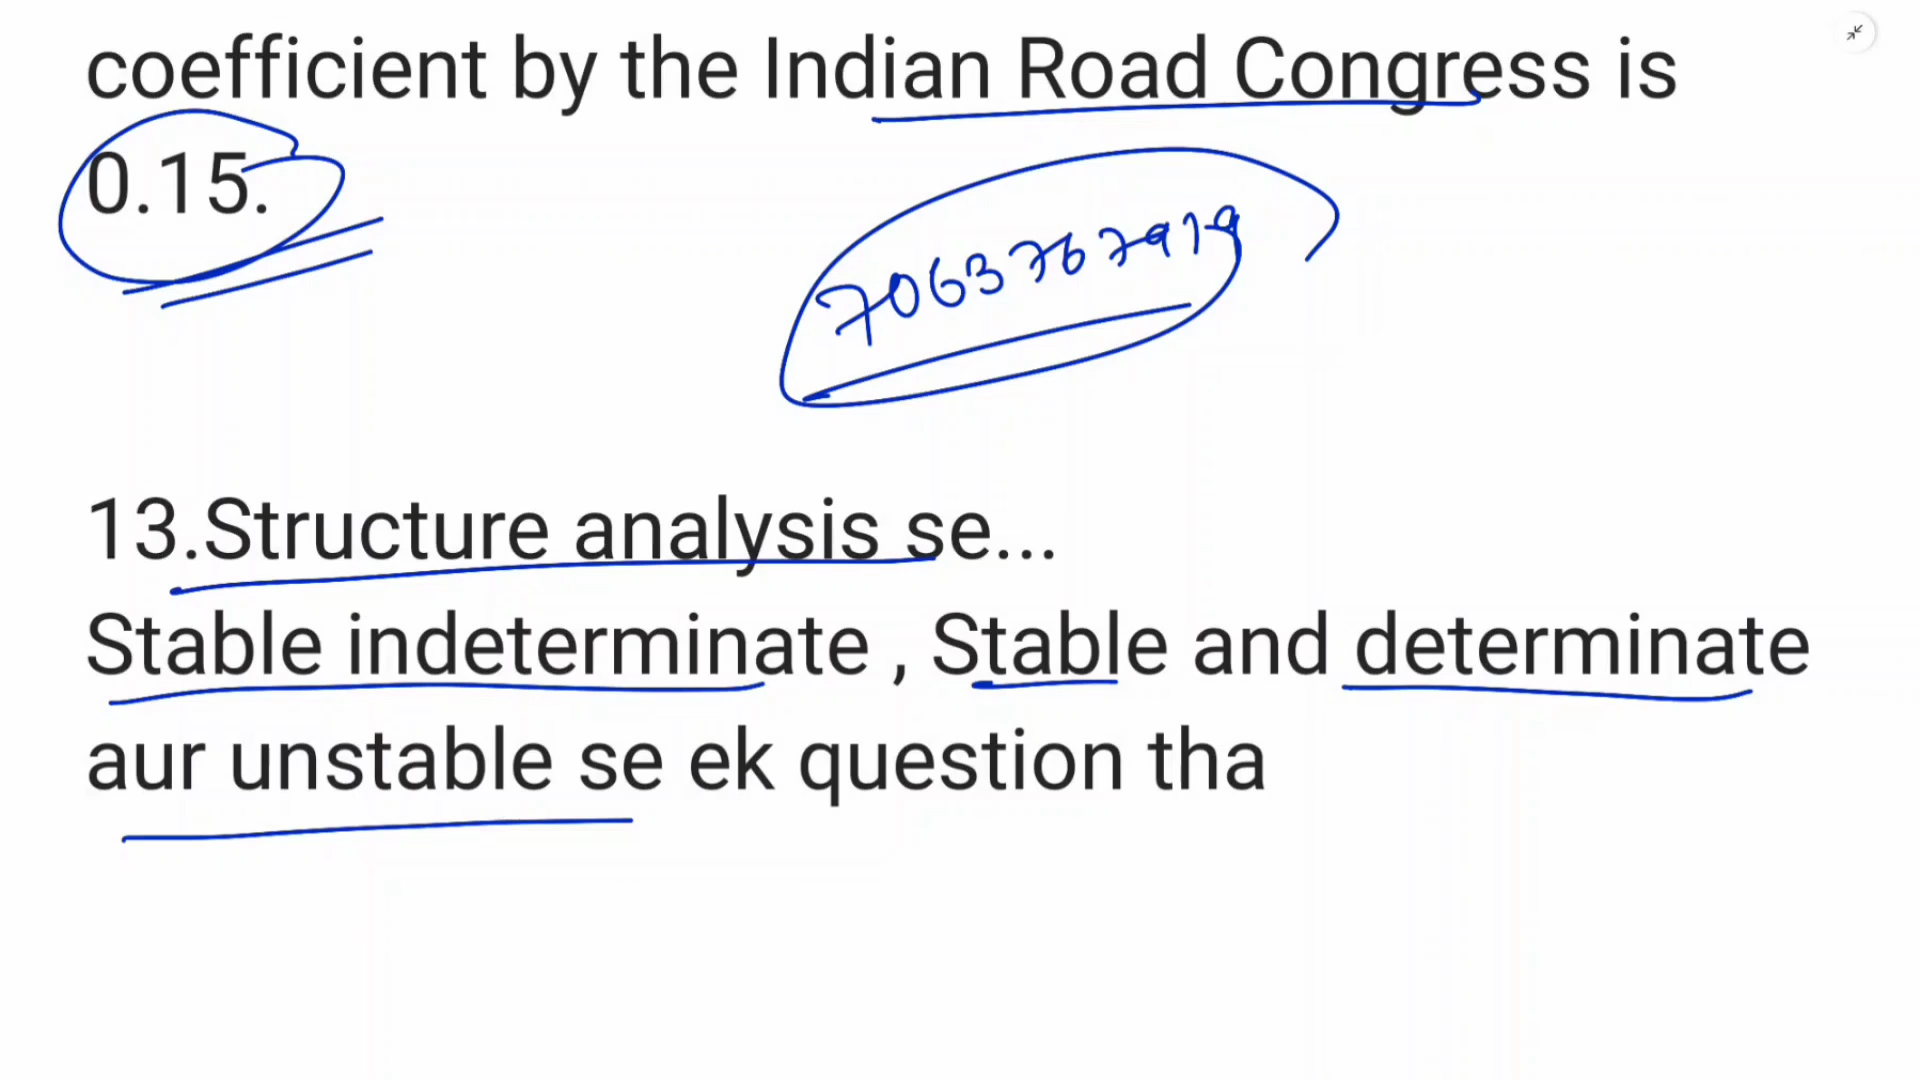 coefficient by the Indian Road Congress is
0.15.
7063767919
13.Structure analysis se...
Stable indeterminate , Stable and determinate
aur unstable se ek question tha